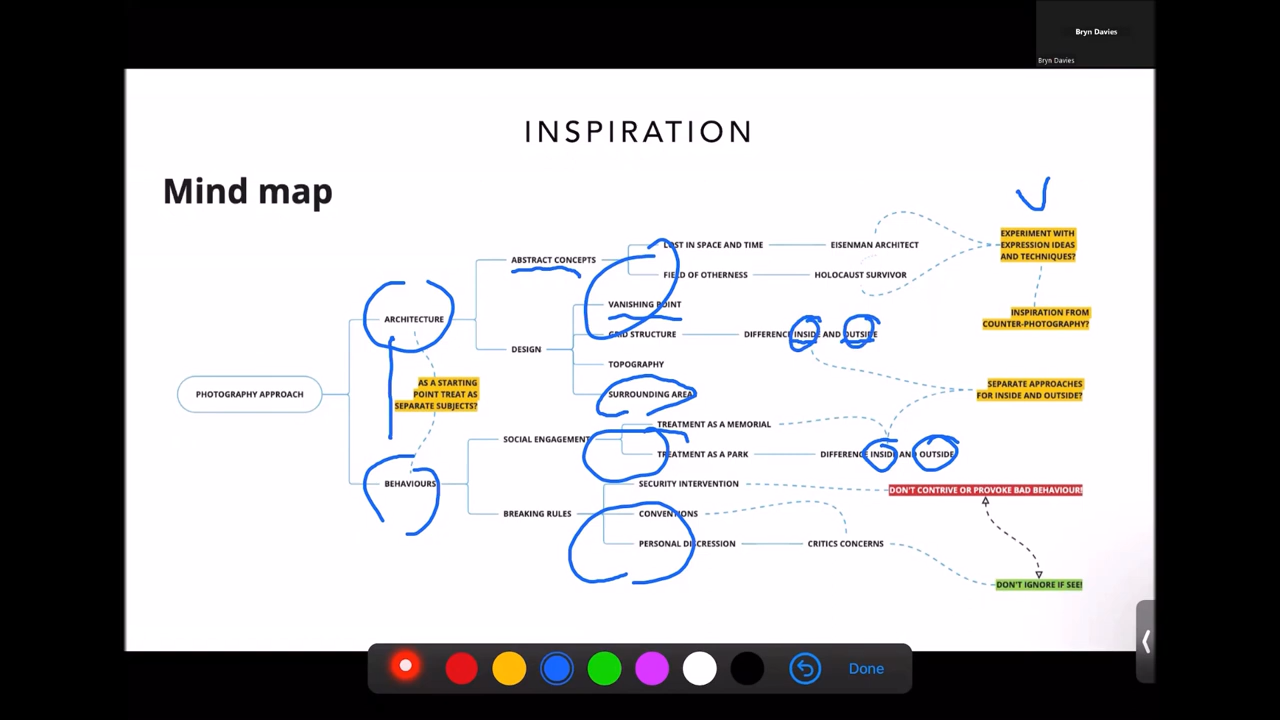 Bryn Davies
Bryn Davies
INSPIRATION
Mind map
EXPERIMENT WITH
EXPRESSION IDEAS
AND TECHNIQUES?
LOST IN SPACE AND TIME
EISENMAN ARCHITECT
ABSTRACT CONCEPTS
FIELD OF OTHERNESS
HOLOCAUST SURVIVOR
VANISHING POINT
INSPIRATION FROM
COUNTER-PHOTOGRAPHY?
ARCHITECTURE
GRID STRUCTURE
DIFFERENCE INSIDE AND OUTSIDE
DESIGN
TOPOGRAPHY
AS A STARTING
POINT TREAT AS
SEPARATE SUBJECTS?
PHOTOGRAPHY APPROACH
SURROUNDING AREA
SEPARATE APPROACHES
FOR INSIDE AND OUTSIDE?
TREATMENT AS A MEMORIAL
SOCIAL ENGAGEMENT
TREATMENT AS A PARK
DIFFERENCE INSIDE AND OUTSIDE
BEHAVIOURS
SECURITY INTERVENTION
DON'T CONTRIVE OR PROVOKE BAD BEHAVIOUR!
BREAKING RULES
CONVENTIONS
PERSONAL DISCRESSION
CRITICS CONCERNS
DON'T IGNORE IF SEE!
Done